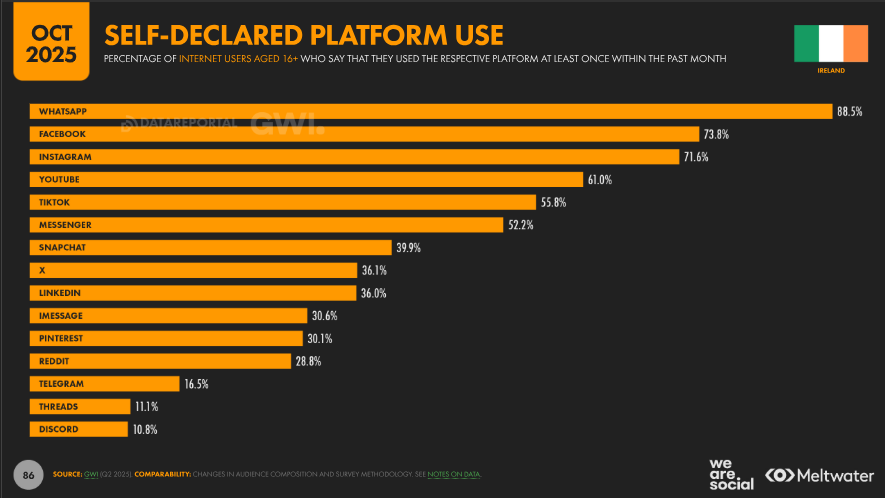 OCT
2025
SELF-DECLARED PLATFORM USE
PERCENTAGE OF INTERNET USERS AGED 16+ WHO SAY THAT THEY USED THE RESPECTIVE PLATFORM AT LEAST ONCE WITHIN THE PAST MONTH
IRELAND
WHATSAPP 88.5%
DATAREPORTAL GWI.
FACEBOOK 73.8%
INSTAGRAM 71.6%
YOUTUBE 61.0%
TIKTOK 55.8%
MESSENGER 52.2%
SNAPCHAT 39.9%
X 36.1%
LINKEDIN 36.0%
IMESSAGE 30.6%
PINTEREST 30.1%
REDDIT 28.8%
TELEGRAM 16.5%
THREADS 11.1%
DISCORD 10.8%
86
SOURCE: GWI (Q2 2025). COMPARABILITY: CHANGES IN AUDIENCE COMPOSITION AND SURVEY METHODOLOGY. SEE NOTES ON DATA.
we
are
social
Meltwater